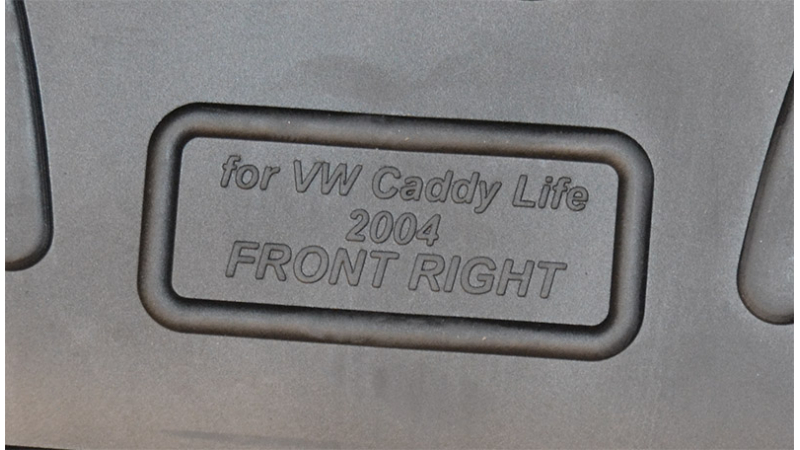 for VW Caddy Life
2004
FRONT RIGHT